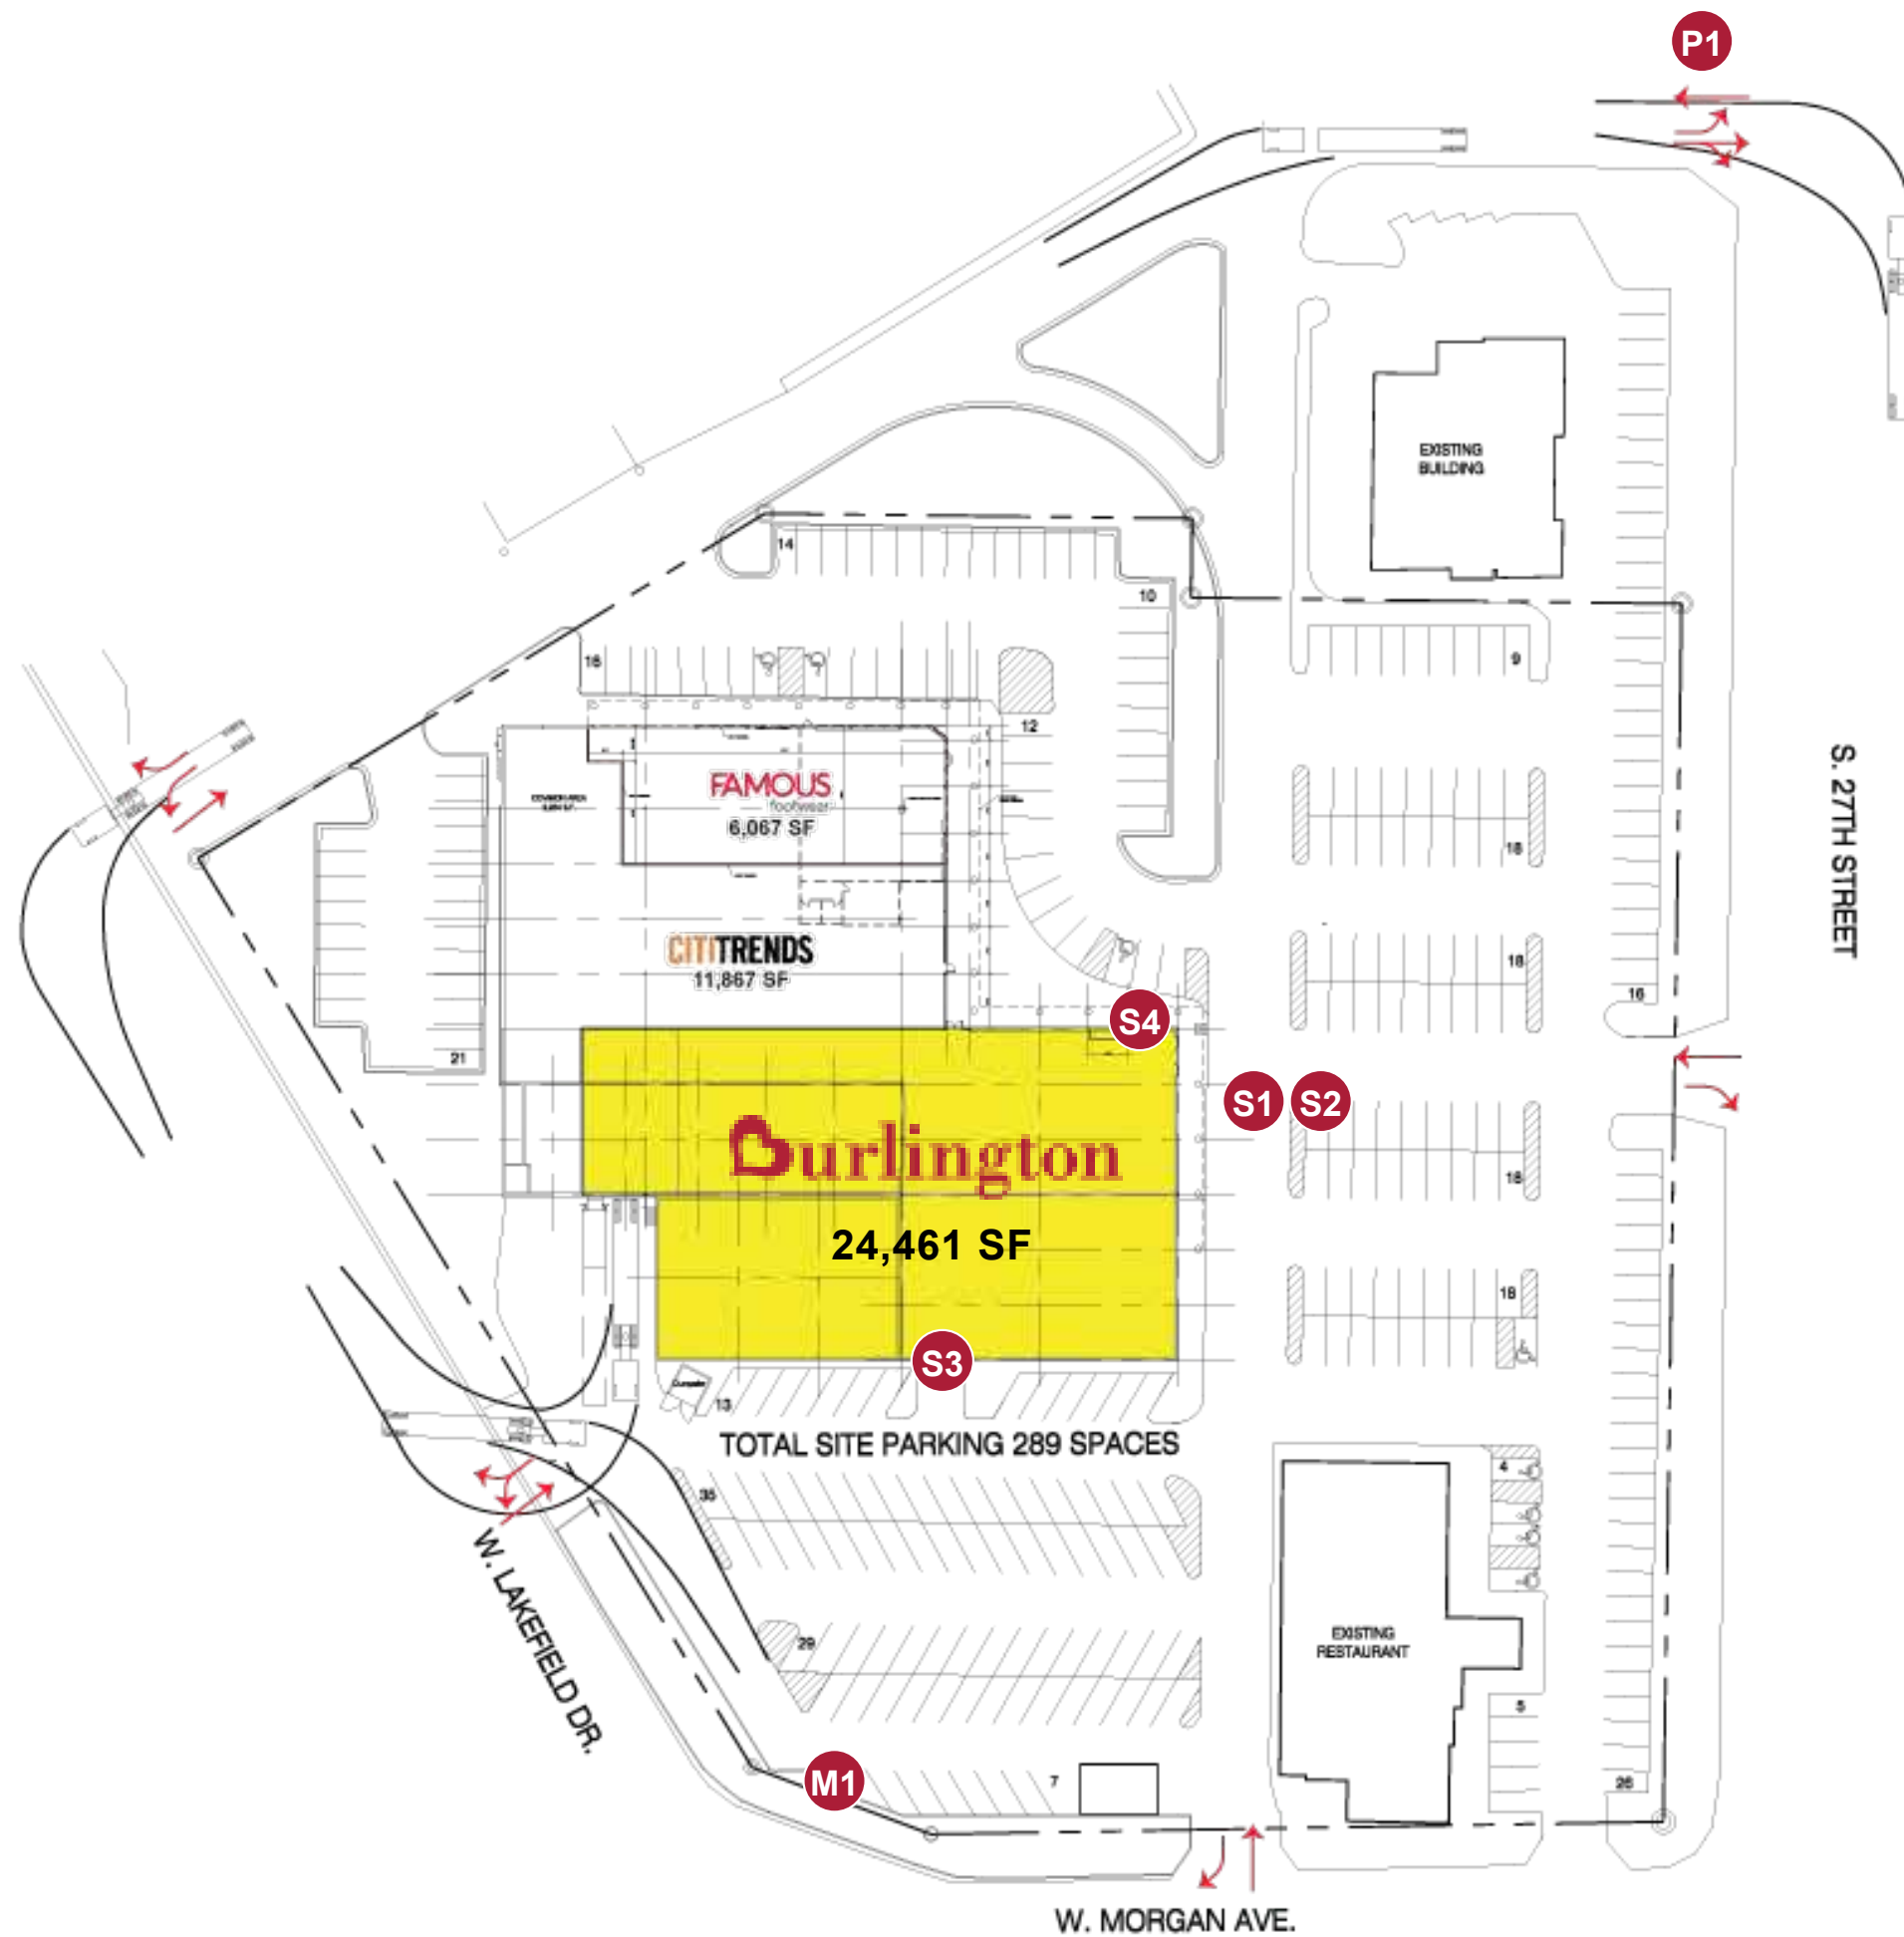 P1
EXISTING
BUILDING
14
10
16
9
12
FAMOUS
footwear
6,067 SF
18
S. 27TH STREET
CITITRENDS
11,867 SF
18
16
S4
21
S1
S2
Burlington
18
24,461 SF
18
S3
Dumpster
13
TOTAL SITE PARKING 289 SPACES
4
35
W. LAKEFIELD DR.
29
EXISTING
RESTAURANT
5
M1
7
26
W. MORGAN AVE.